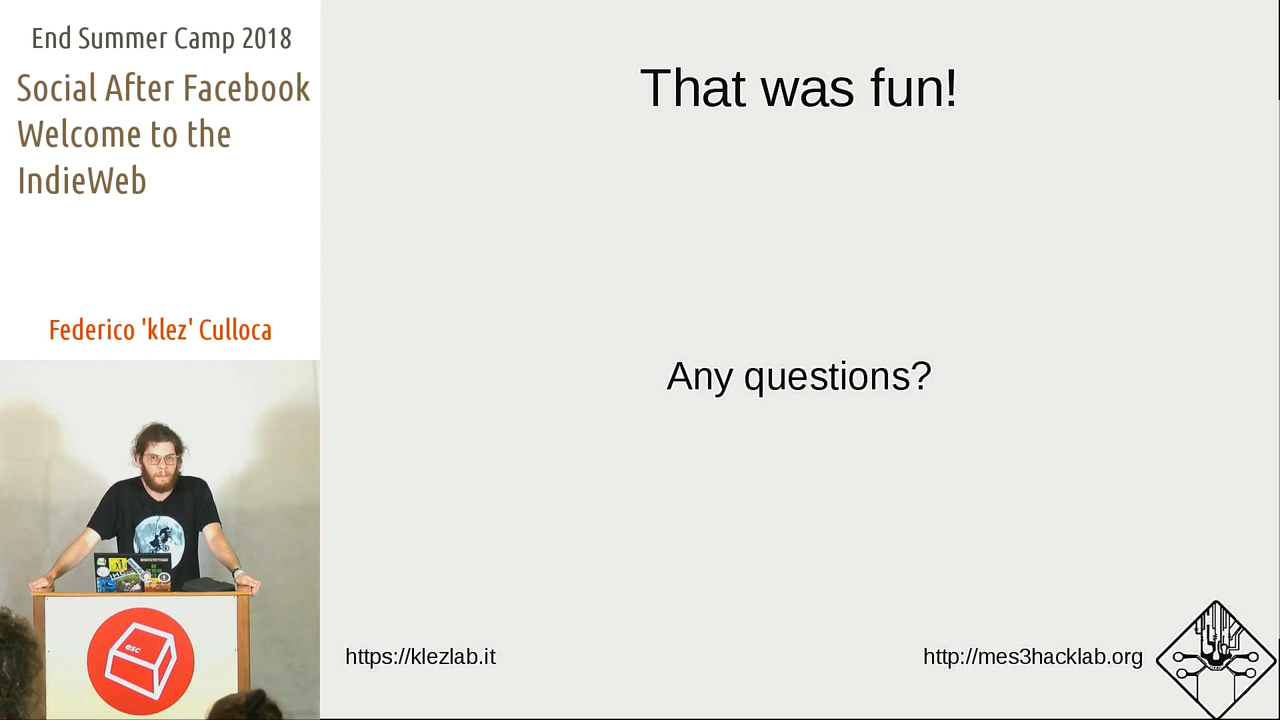 End Summer Camp 2018
Social After Facebook
Welcome to the
IndieWeb
Federico 'klez' Culloca
That was fun!
Any questions?
https://klezlab.it
http://mes3hacklab.org
esc